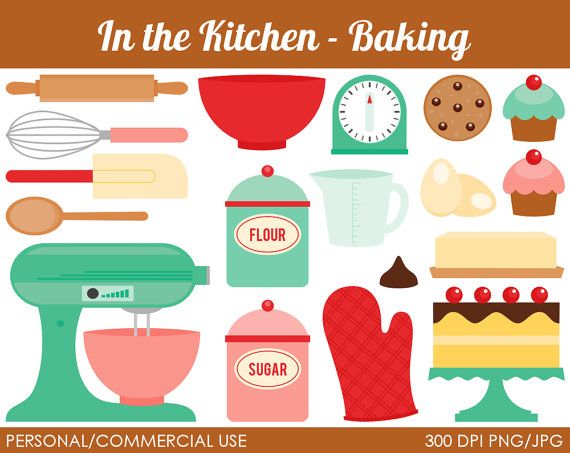 In the Kitchen - Baking
FLOUR
SUGAR
PERSONAL/COMMERCIAL USE
300 DPI PNG/JPG